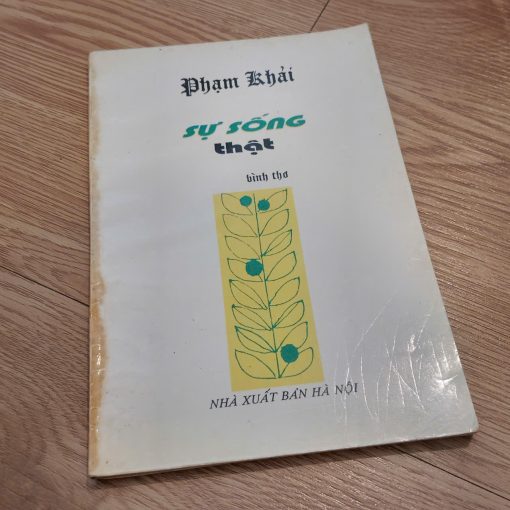 Phạm Khải
SỰ SỐNG
thật
bình thơ
NHÀ XUẤT BẢN HÀ NỘI